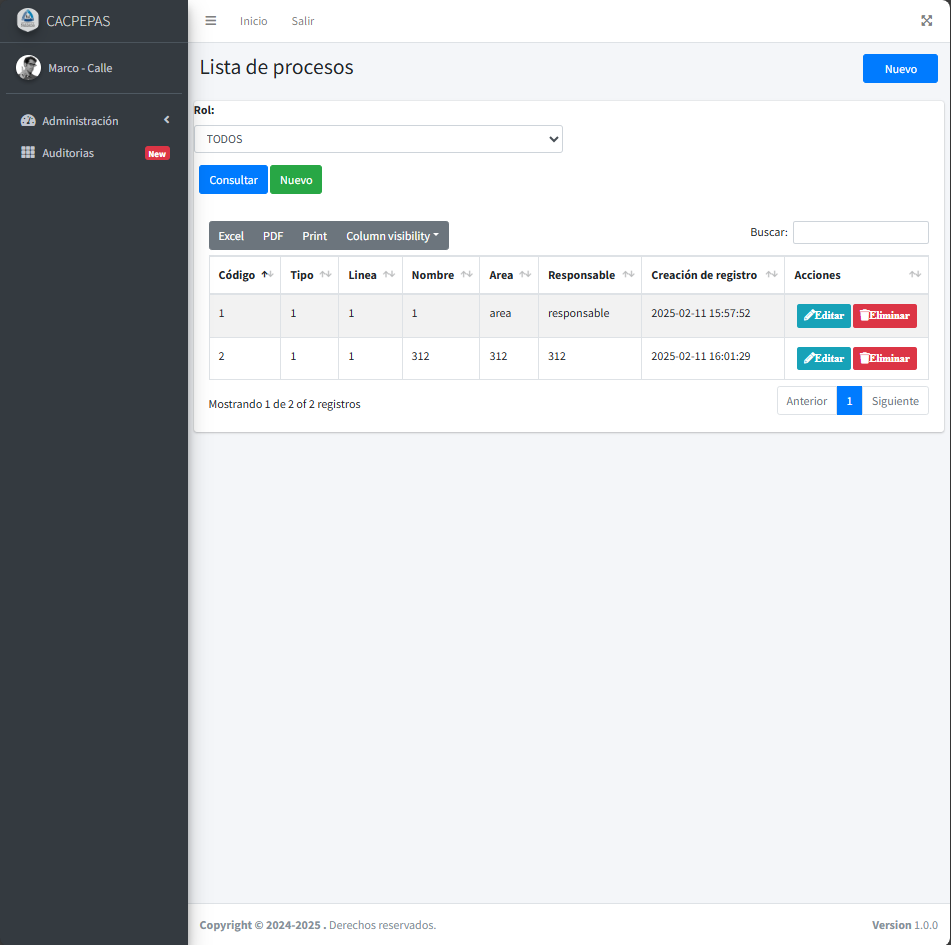 CACPEPAS
Inicio Salir
Marco - Calle
Administración
Auditorias New
Lista de procesos
Nuevo
Rol:
TODOS
Consultar Nuevo
Excel PDF Print Column visibility
Buscar:
Código Tipo Linea Nombre Area Responsable Creación de registro Acciones
1 1 1 1 area responsable 2025-02-11 15:57:52 Editar Eliminar
2 1 1 312 312 312 2025-02-11 16:01:29 Editar Eliminar
Mostrando 1 de 2 of 2 registros
Anterior 1 Siguiente
Copyright © 2024-2025 . Derechos reservados.
Version 1.0.0